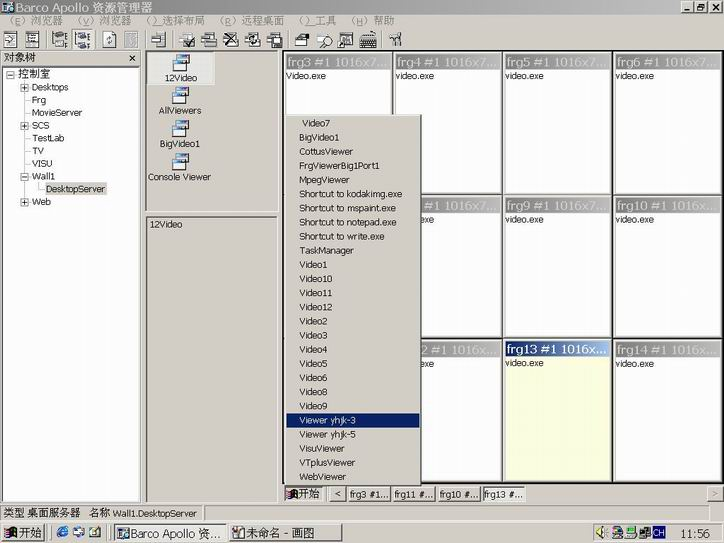 Barco Apollo 资源管理器
(E) 浏览器 (V) 浏览器 (L) 选择布局 (R) 远程桌面 (T) 工具 (H) 帮助
对象树
控制室
Desktops
Frg
MovieServer
SCS
TestLab
TV
VISU
Wall1
DesktopServer
Web
12Video
AllViewers
BigVideo1
Console Viewer
12Video
frg3 #1 1016x7...
Video.exe
frg4 #1 1016x7...
video.exe
frg5 #1 1016x7...
video.exe
frg6 #1 1016x7...
video.exe
#1 1016x7...
video.exe
frg9 #1 1016x7...
video.exe
frg10 #1 1016x...
video.exe
2 #1 1016x...
video.exe
frg13 #1 1016x...
video.exe
frg14 #1 1016x...
video.exe
Video7
BigVideo1
CottusViewer
FrgViewerBig1Port1
MpegViewer
Shortcut to kodakimg.exe
Shortcut to mspaint.exe
Shortcut to notepad.exe
Shortcut to write.exe
TaskManager
Video1
Video10
Video11
Video12
Video2
Video3
Video4
Video5
Video6
Video8
Video9
Viewer yhjk-3
Viewer yhjk-5
VisuViewer
VTplusViewer
WebViewer
开始 < frg3 #1... frg11 #... frg10 #... frg13 #... >
类型 桌面服务器 名称 Wall1.DesktopServer
开始 Barco Apollo 资... 未命名 - 画图 CH 11:56